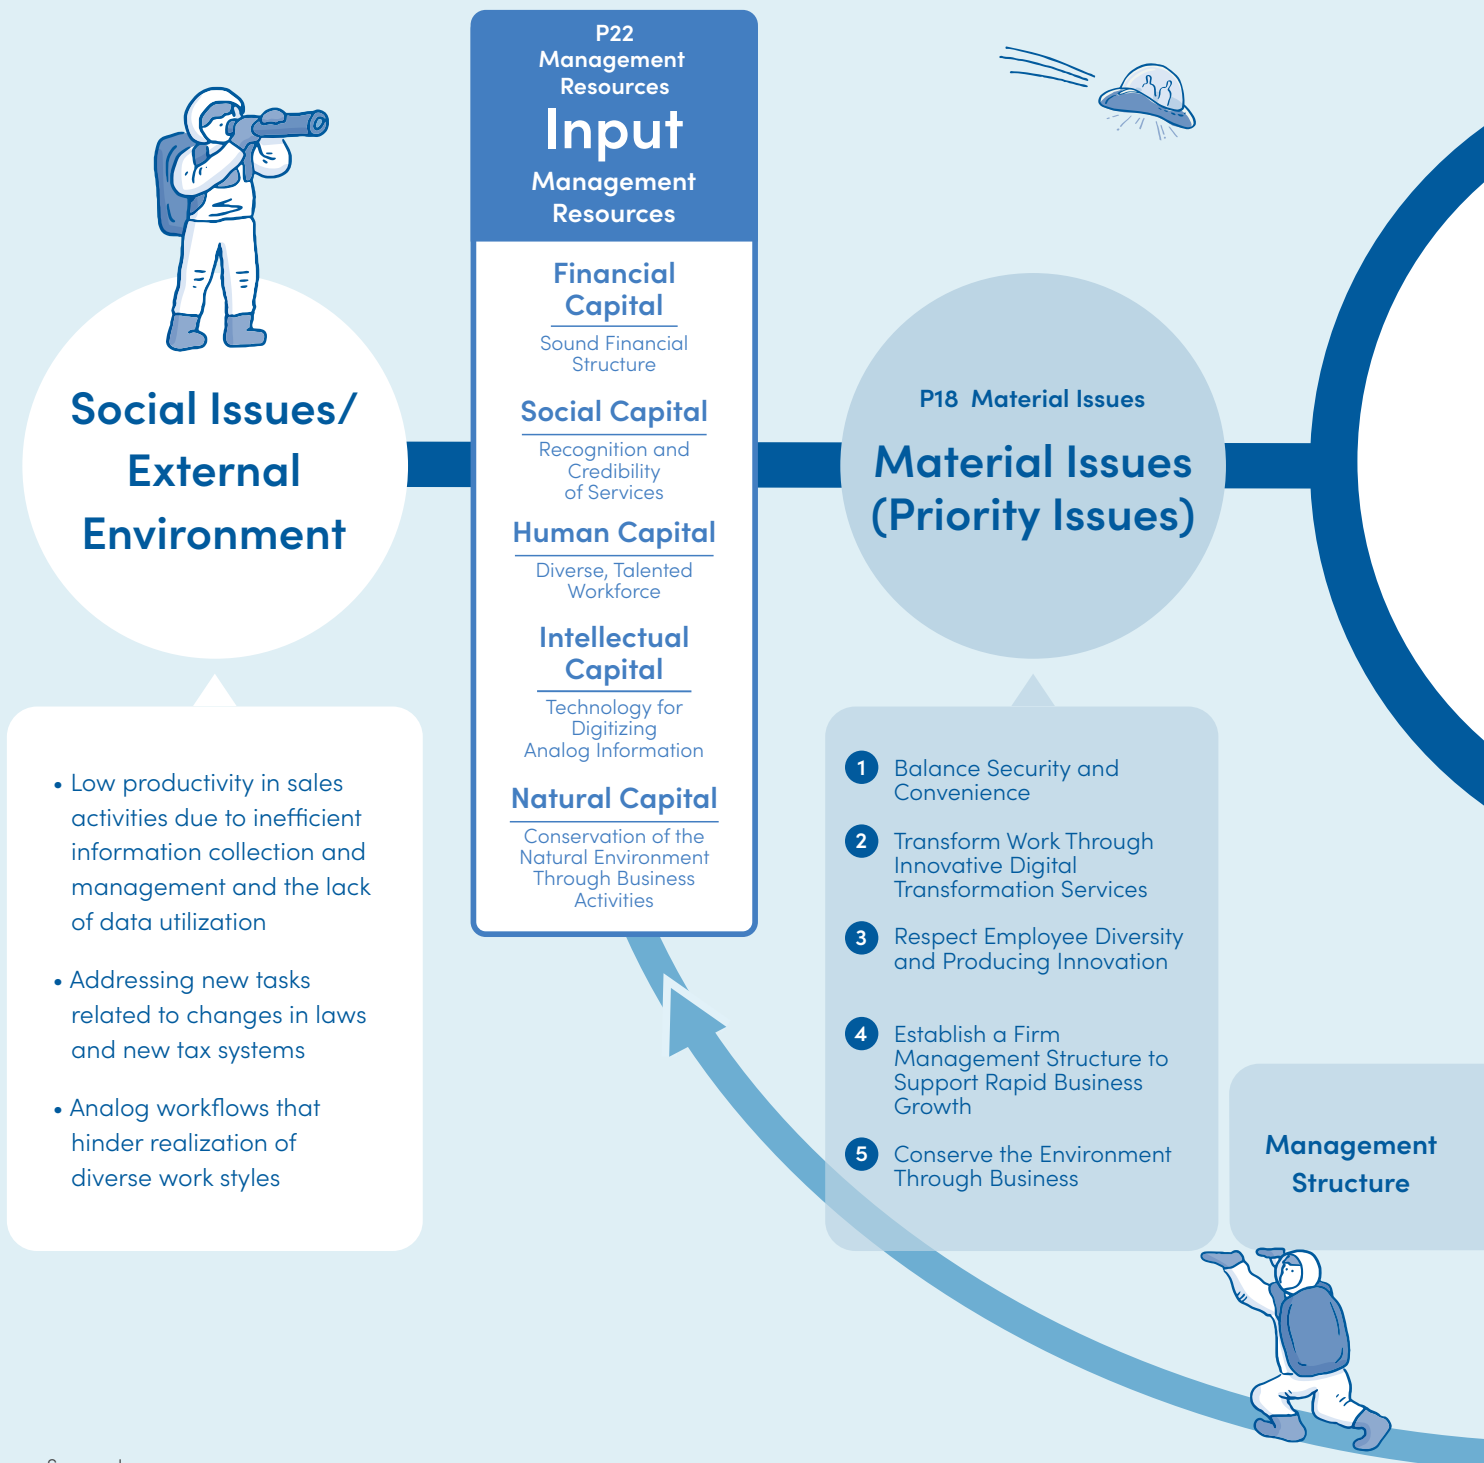 Social Issues/
External
Environment
• Low productivity in sales
activities due to inefficient
information collection and
management and the lack
of data utilization
• Addressing new tasks
related to changes in laws
and new tax systems
• Analog workflows that
hinder realization of
diverse work styles
P22
Management
Resources
Input
Management
Resources
Financial
Capital
Sound Financial
Structure
Social Capital
Recognition and
Credibility
of Services
Human Capital
Diverse, Talented
Workforce
Intellectual
Capital
Technology for
Digitizing
Analog Information
Natural Capital
Conservation of the
Natural Environment
Through Business
Activities
P18 Material Issues
Material Issues
(Priority Issues)
1 Balance Security and
Convenience
2 Transform Work Through
Innovative Digital
Transformation Services
3 Respect Employee Diversity
and Producing Innovation
4 Establish a Firm
Management Structure to
Support Rapid Business
Growth
5 Conserve the Environment
Through Business
Management
Structure